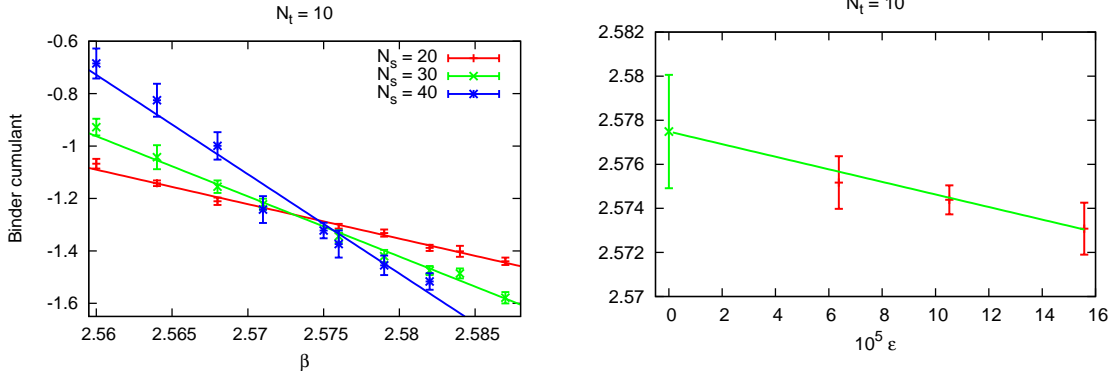 N_t = 10
-0.6
-0.8
-1
-1.2
-1.4
-1.6
2.56 2.565 2.57 2.575 2.58 2.585
Binder cumulant
β
N_s = 20
N_s = 30
N_s = 40
N_t = 10
2.582
2.58
2.578
2.576
2.574
2.572
2.57
0 2 4 6 8 10 12 14 16
10^5 ε